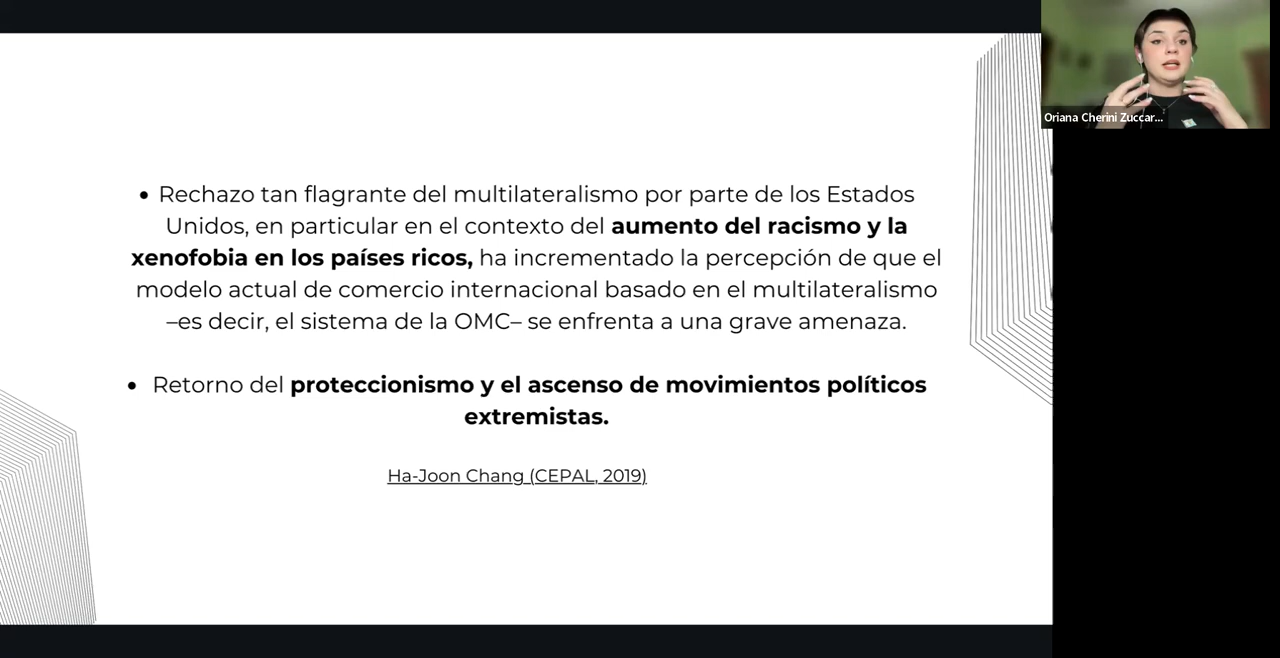 • Rechazo tan flagrante del multilateralismo por parte de los Estados
Unidos, en particular en el contexto del aumento del racismo y la
xenofobia en los países ricos, ha incrementado la percepción de que el
modelo actual de comercio internacional basado en el multilateralismo
–es decir, el sistema de la OMC– se enfrenta a una grave amenaza.
• Retorno del proteccionismo y el ascenso de movimientos políticos
extremistas.
Ha-Joon Chang (CEPAL, 2019)
Oriana Cherini Zuccar...